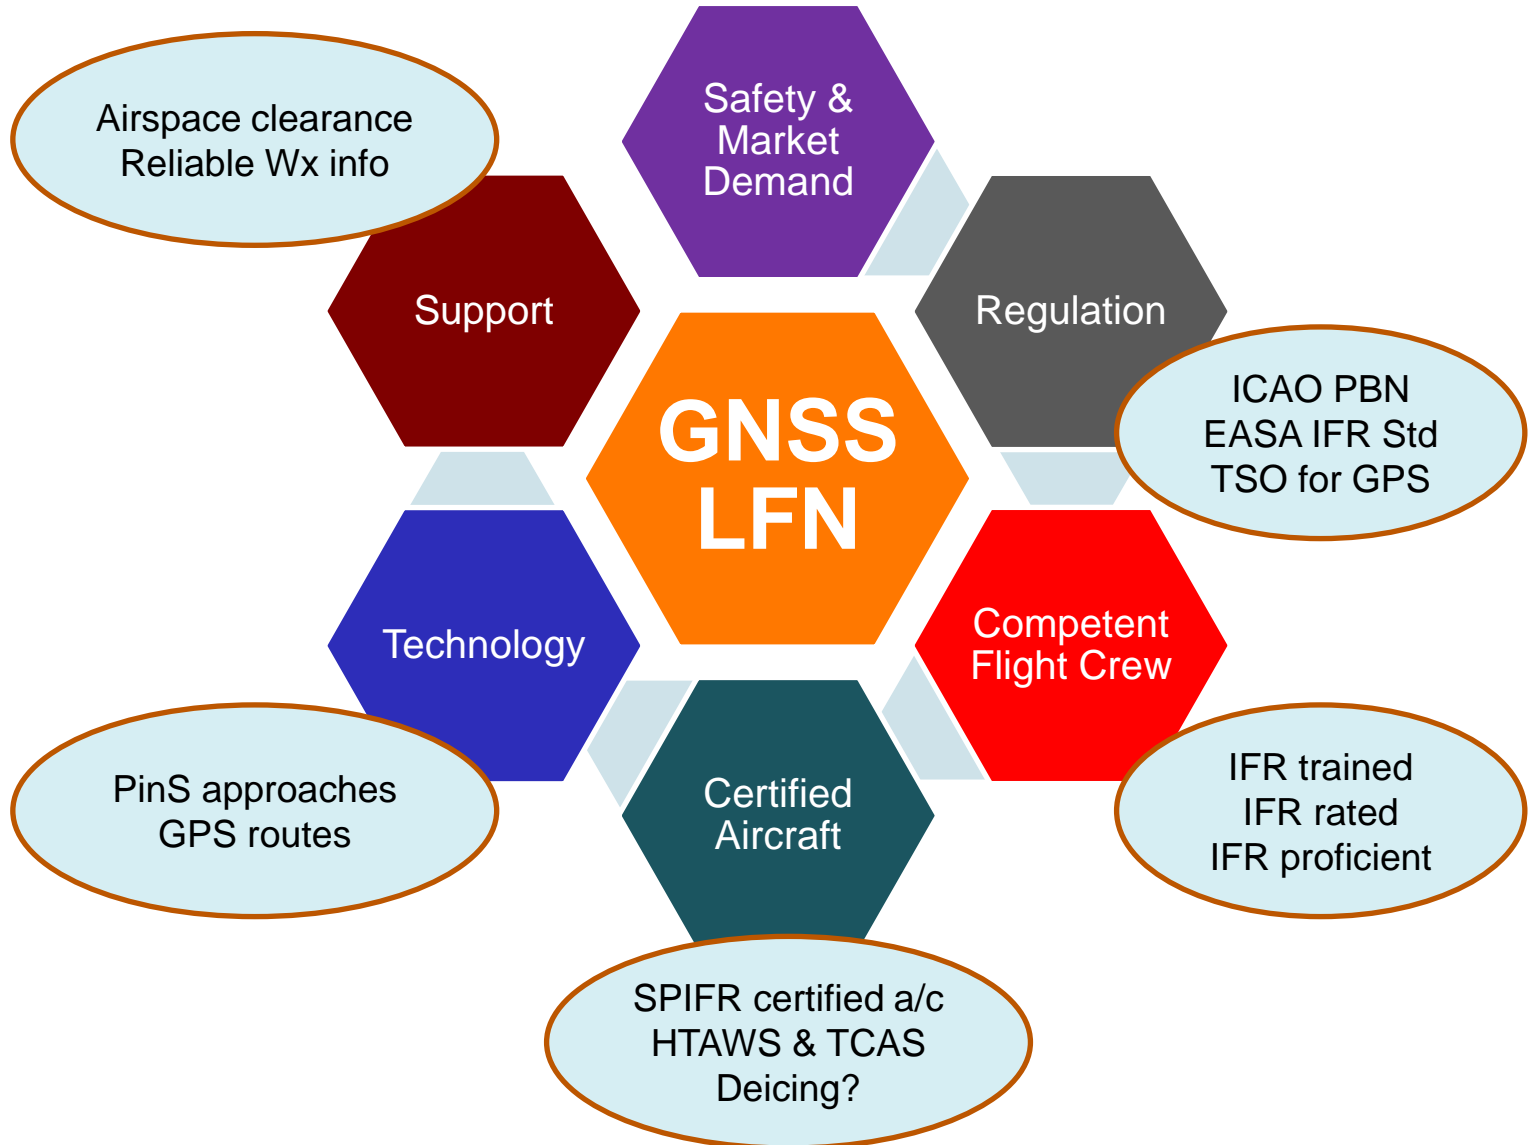 Safety &
Market
Demand
Airspace clearance
Reliable Wx info
Support
Regulation
ICAO PBN
EASA IFR Std
TSO for GPS
GNSS
LFN
Technology
Competent
Flight Crew
PinS approaches
GPS routes
IFR trained
IFR rated
IFR proficient
Certified
Aircraft
SPIFR certified a/c
HTAWS & TCAS
Deicing?